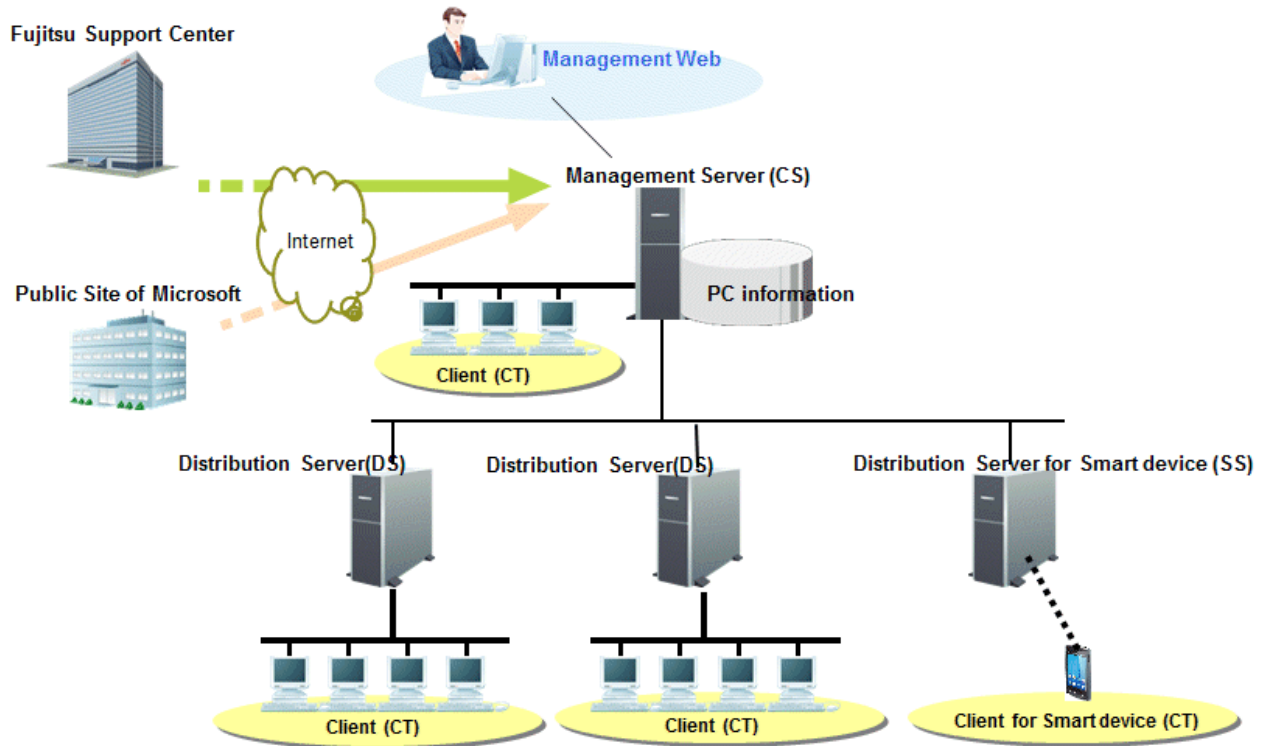 Fujitsu Support Center
Management Web
Management Server (CS)
Internet
Public Site of Microsoft
PC information
Client (CT)
Distribution Server(DS)
Distribution Server(DS)
Distribution Server for Smart device (SS)
Client (CT)
Client (CT)
Client for Smart device (CT)